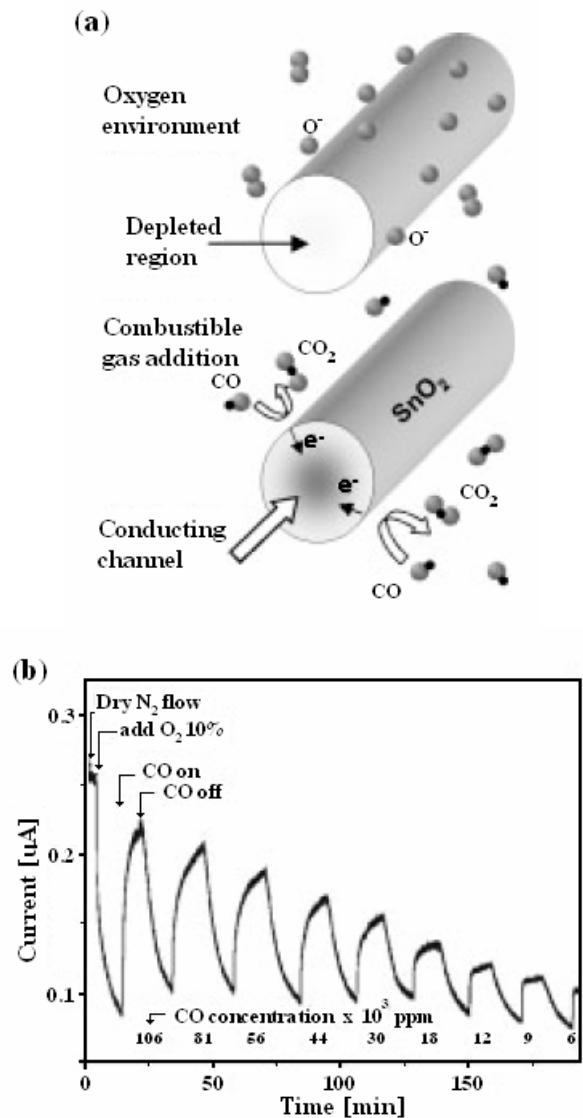 (a)
Oxygen
environment
O⁻
Depleted
region
O⁻
Combustible
gas addition
CO₂
CO
SnO₂
e⁻
e⁻
CO₂
Conducting
channel
CO
(b)
Dry N₂ flow
add O₂ 10%
CO on
CO off
0.3
0.2
0.1
Current [uA]
CO concentration x 10³ ppm
106 81 56 44 30 18 12 9 6
0 50 100 150
Time [min]